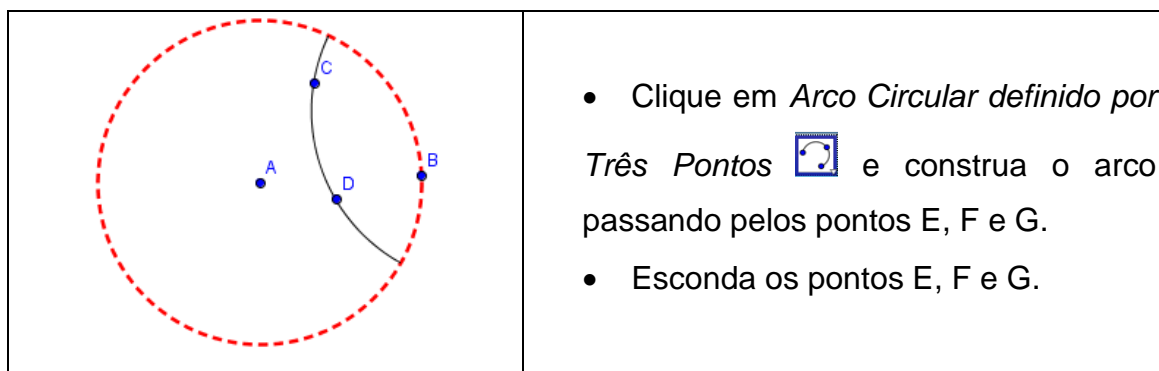 C
B
A
D
• Clique em Arco Circular definido por
Três Pontos e construa o arco
passando pelos pontos E, F e G.
• Esconda os pontos E, F e G.